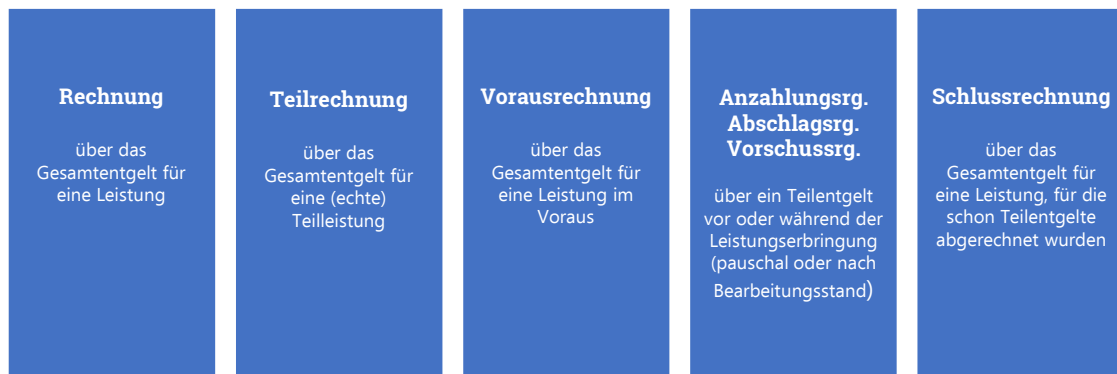 Rechnung
über das
Gesamtentgelt für
eine Leistung
Teilrechnung
über das
Gesamtentgelt für
eine (echte)
Teilleistung
Vorausrechnung
über das
Gesamtentgelt für
eine Leistung im
Voraus
Anzahlungsrg.
Abschlagsrg.
Vorschussrg.
über ein Teilentgelt
vor oder während der
Leistungserbringung
(pauschal oder nach
Bearbeitungsstand)
Schlussrechnung
über das
Gesamtentgelt für
eine Leistung, für die
schon Teilentgelte
abgerechnet wurden